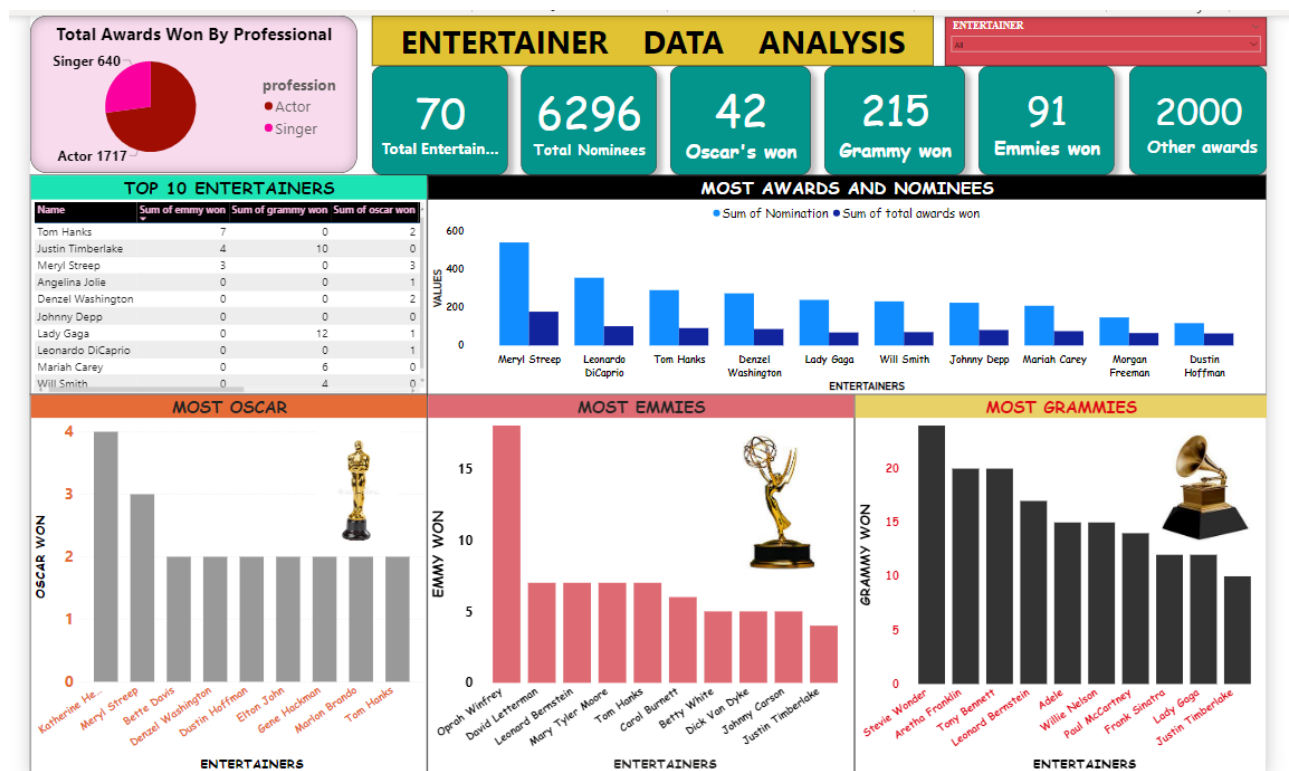 Total Awards Won By Professional
Singer 640
profession
Actor
Singer
Actor 1717
ENTERTAINER DATA ANALYSIS
ENTERTAINER
All
70
Total Entertain...
6296
Total Nominees
42
Oscar's won
215
Grammy won
91
Emmies won
2000
Other awards
TOP 10 ENTERTAINERS
Name Sum of emmy won Sum of grammy won Sum of oscar won
Tom Hanks 7 0 2
Justin Timberlake 4 10 0
Meryl Streep 3 0 3
Angelina Jolie 0 0 1
Denzel Washington 0 0 2
Johnny Depp 0 0 0
Lady Gaga 0 12 1
Leonardo DiCaprio 0 0 1
Mariah Carey 0 6 0
Will Smith 0 4 0
MOST AWARDS AND NOMINEES
Sum of Nomination Sum of total awards won
VALUES
600
400
200
0
Meryl Streep
Leonardo DiCaprio
Tom Hanks
Denzel Washington
Lady Gaga
Will Smith
Johnny Depp
Mariah Carey
Morgan Freeman
Dustin Hoffman
ENTERTAINERS
MOST OSCAR
OSCAR WON
4
3
2
1
0
Katherine He...
Meryl Streep
Bette Davis
Denzel Washington
Dustin Hoffman
Elton John
Gene Hackman
Marlon Brando
Tom Hanks
ENTERTAINERS
MOST EMMIES
EMMY WON
15
10
5
0
Oprah Winfrey
David Letterman
Leonard Bernstein
Mary Tyler Moore
Tom Hanks
Carol Burnett
Betty White
Dick Van Dyke
Johnny Carson
Justin Timberlake
ENTERTAINERS
MOST GRAMMIES
GRAMMY WON
20
15
10
5
0
Stevie Wonder
Aretha Franklin
Tony Bennett
Leonard Bernstein
Adele
Willie Nelson
Paul McCartney
Frank Sinatra
Lady Gaga
Justin Timberlake
ENTERTAINERS